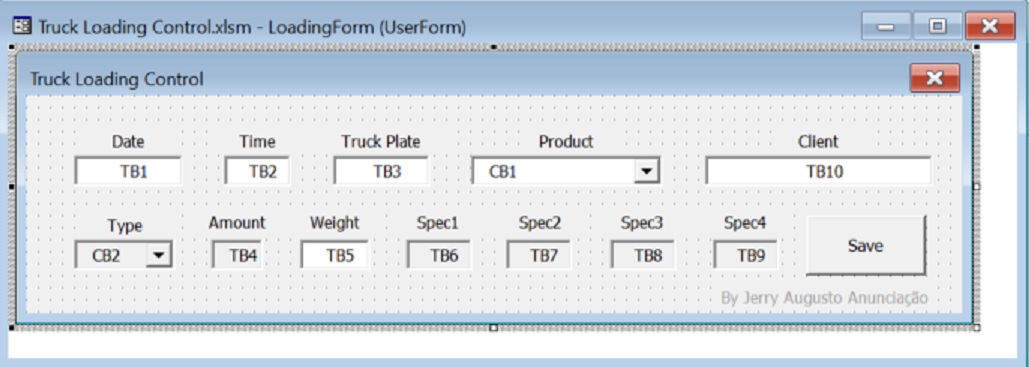 Truck Loading Control.xlsm - LoadingForm (UserForm)
Truck Loading Control
Date Time Truck Plate Product Client
TB1 TB2 TB3 CB1 TB10
Type Amount Weight Spec1 Spec2 Spec3 Spec4
CB2 TB4 TB5 TB6 TB7 TB8 TB9 Save
By Jerry Augusto Anunciação